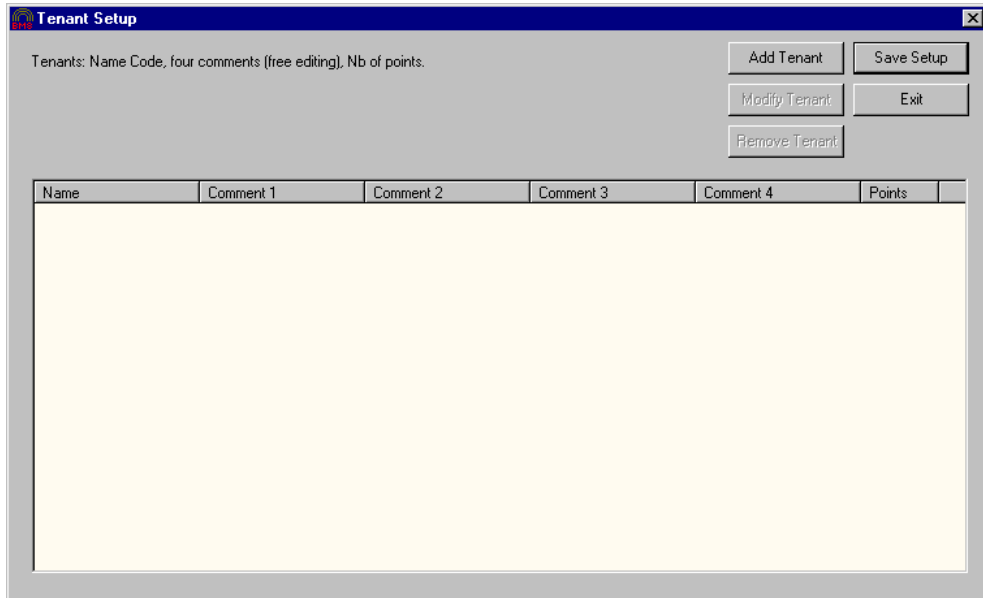 BMS Tenant Setup
Tenants: Name Code, four comments (free editing), Nb of points.
Add Tenant Save Setup
Modify Tenant Exit
Remove Tenant
Name Comment 1 Comment 2 Comment 3 Comment 4 Points